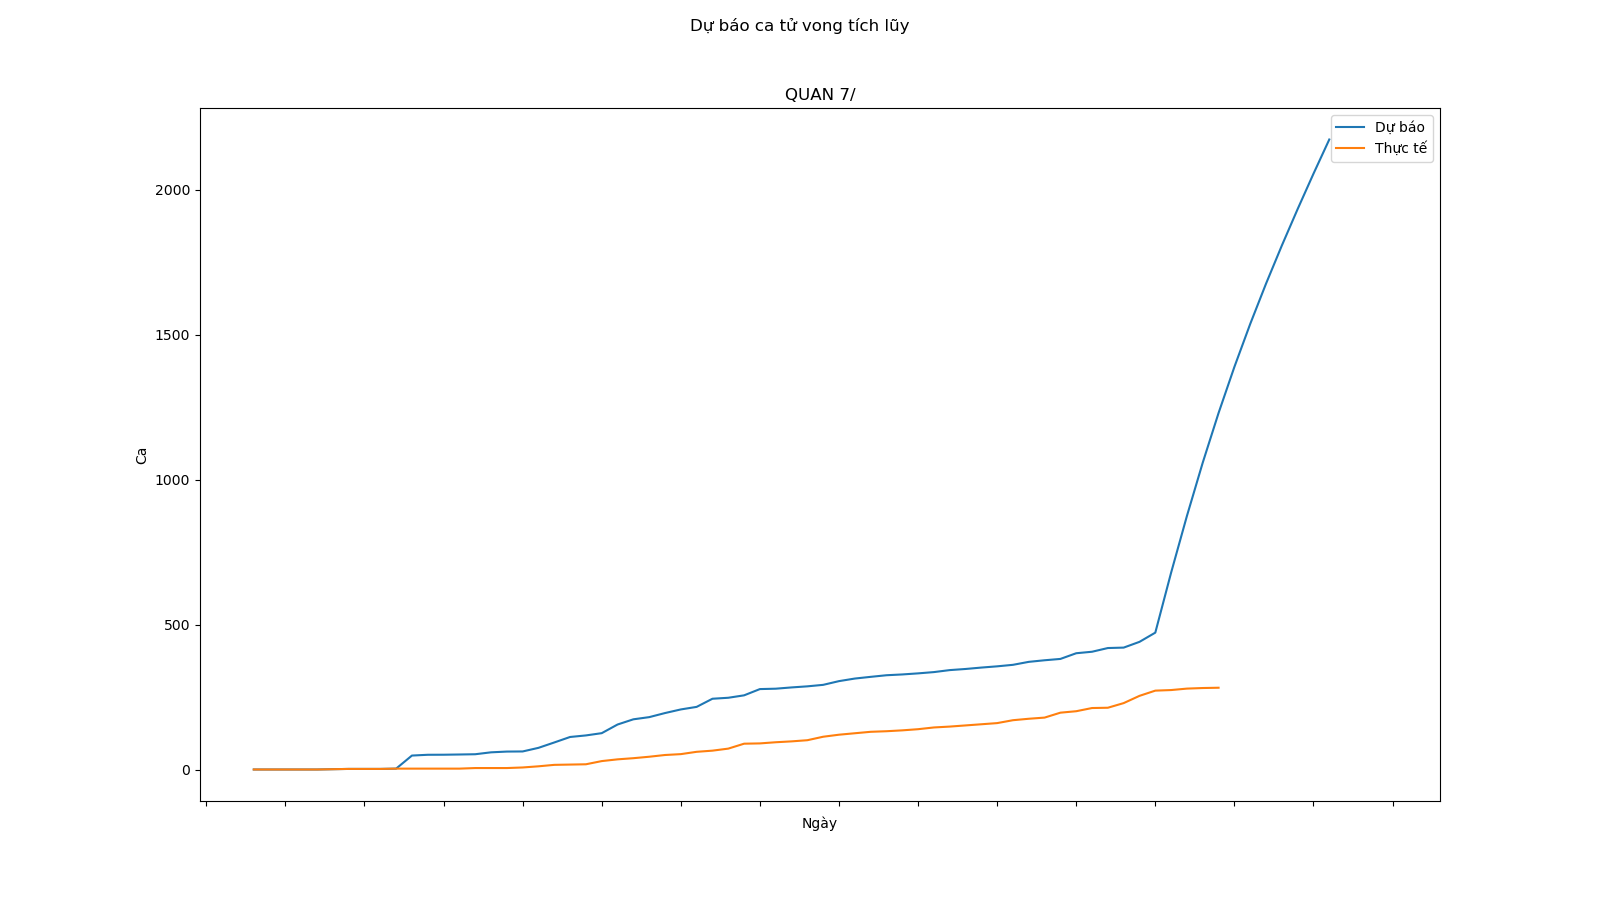 Dự báo ca tử vong tích lũy
QUAN 7/
Dự báo
Thực tế
2000
1500
1000
500
0
Ca
Ngày